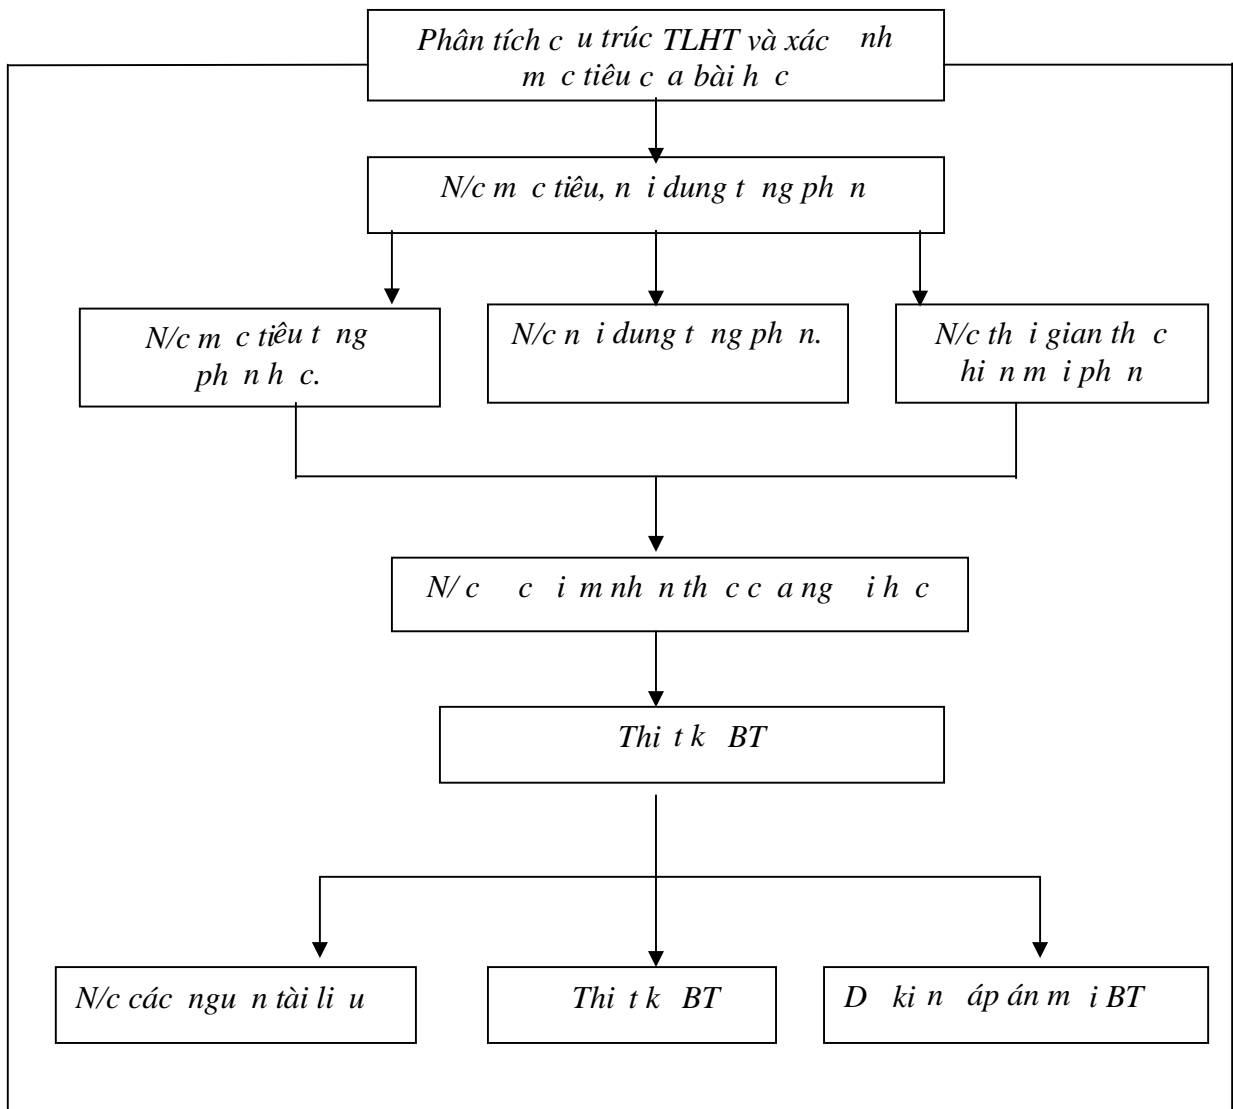 Phân tích c u trúc TLHT và xác nh
m c tiêu c a bài h c
N/c m c tiêu, n i dung t ng ph n
N/c m c tiêu t ng
ph n h c.
N/c n i dung t ng ph n.
N/c th i gian th c
hi n m i ph n
N/ c c i m nh n th c c a ng i h c
Thi t k BT
N/c các ngu n tài li u
Thi t k BT
D ki n áp án m i BT